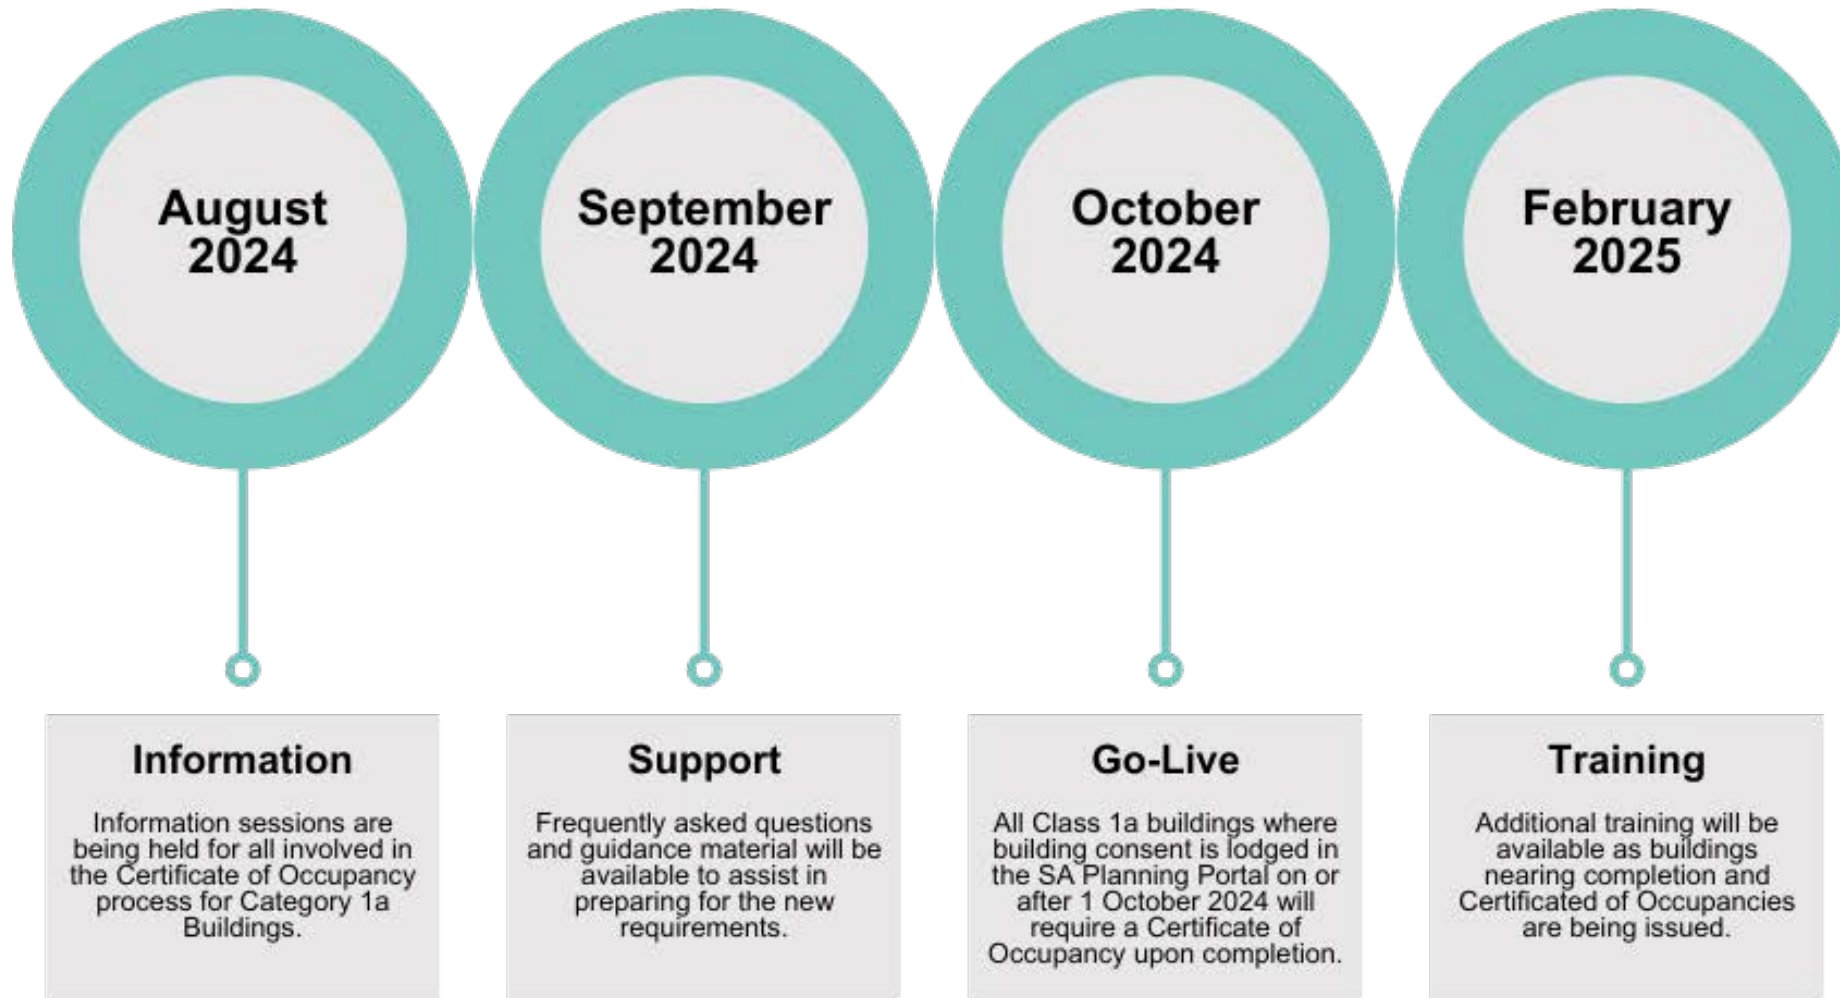 August
2024
September
2024
October
2024
February
2025
Information
Information sessions are
being held for all involved in
the Certificate of Occupancy
process for Category 1a
Buildings.
Support
Frequently asked questions
and guidance material will be
available to assist in
preparing for the new
requirements.
Go-Live
All Class 1a buildings where
building consent is lodged in
the SA Planning Portal on or
after 1 October 2024 will
require a Certificate of
Occupancy upon completion.
Training
Additional training will be
available as buildings
nearing completion and
Certificated of Occupancies
are being issued.